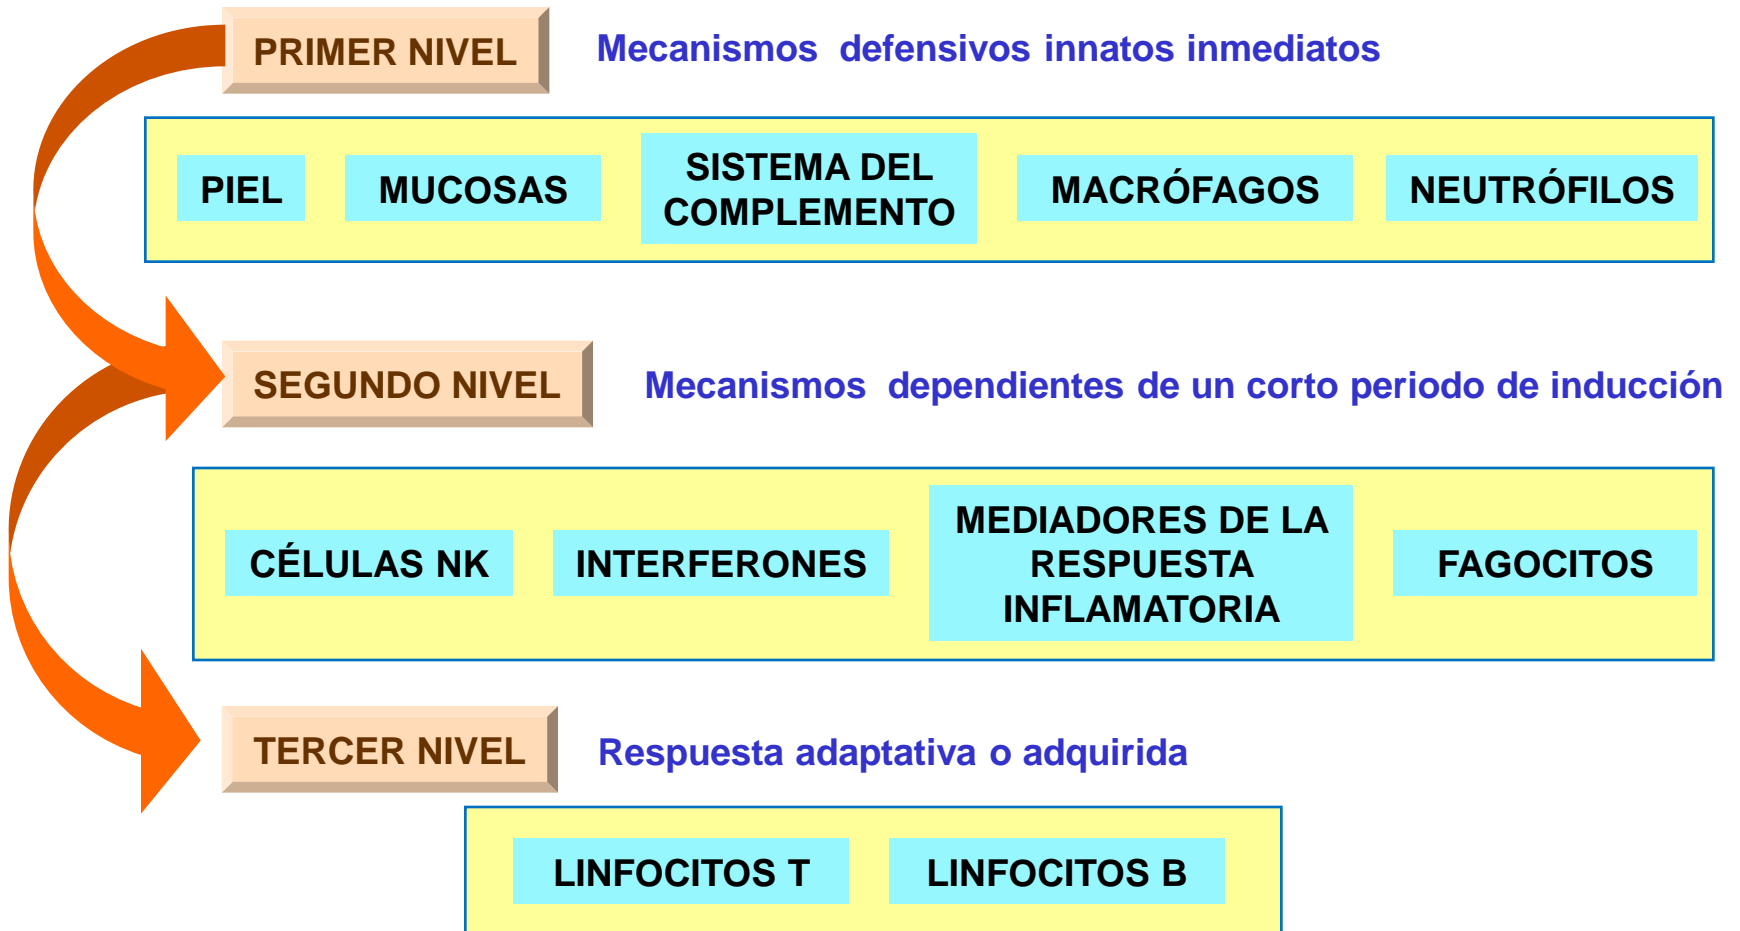 PRIMER NIVEL
Mecanismos defensivos innatos inmediatos
PIEL
MUCOSAS
SISTEMA DEL
COMPLEMENTO
MACRÓFAGOS
NEUTRÓFILOS
SEGUNDO NIVEL
Mecanismos dependientes de un corto periodo de inducción
CÉLULAS NK
INTERFERONES
MEDIADORES DE LA
RESPUESTA
INFLAMATORIA
FAGOCITOS
TERCER NIVEL
Respuesta adaptativa o adquirida
LINFOCITOS T
LINFOCITOS B